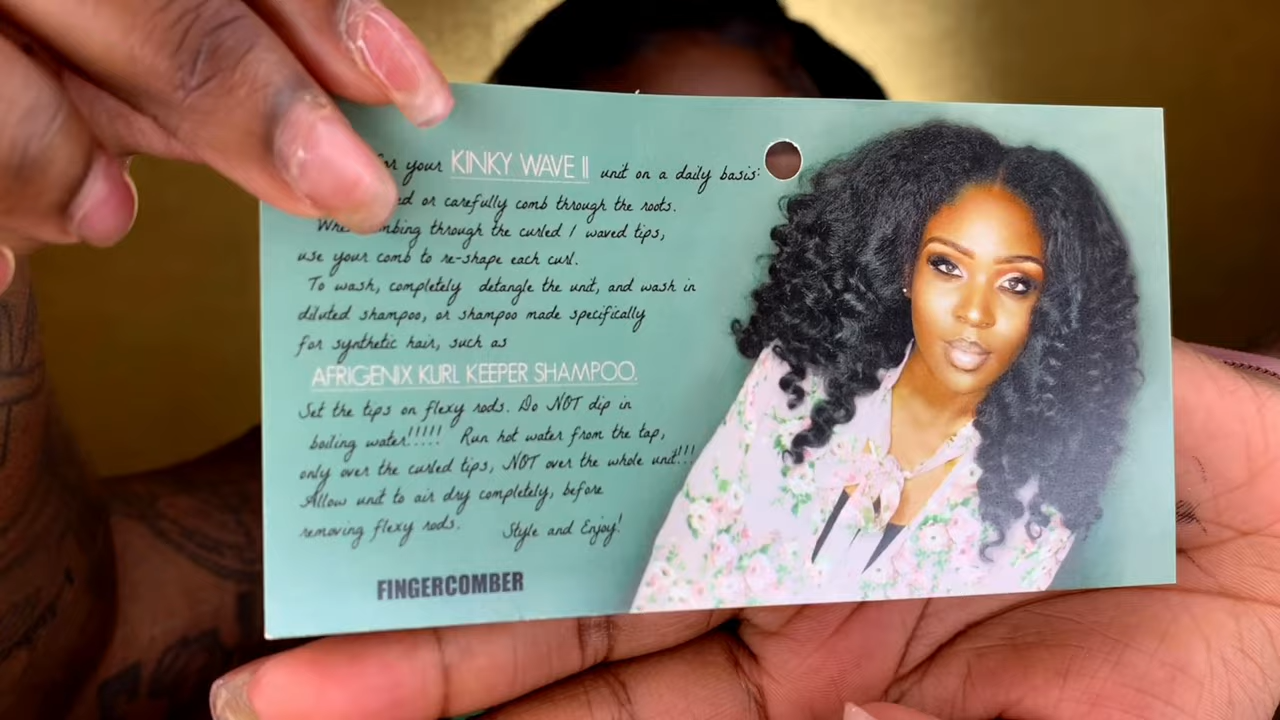 for your KINKY WAVE II unit on a daily basis:
or carefully comb through the roots.
through the curled / waved tips,
use your comb to re-shape each curl.
To wash, completely detangle the unit, and wash in
diluted shampoo, or shampoo made specifically
for synthetic hair, such as
AFRIGENIX KURL KEEPER SHAMPOO.
Set the tips on flexy rods. Do NOT dip in
boiling water!!!!! Run hot water from the tap,
only over the curled tips, NOT over the whole unit!!!
Allow unit to air dry completely, before
removing flexy rods. Style and Enjoy!
FINGERCOMBER